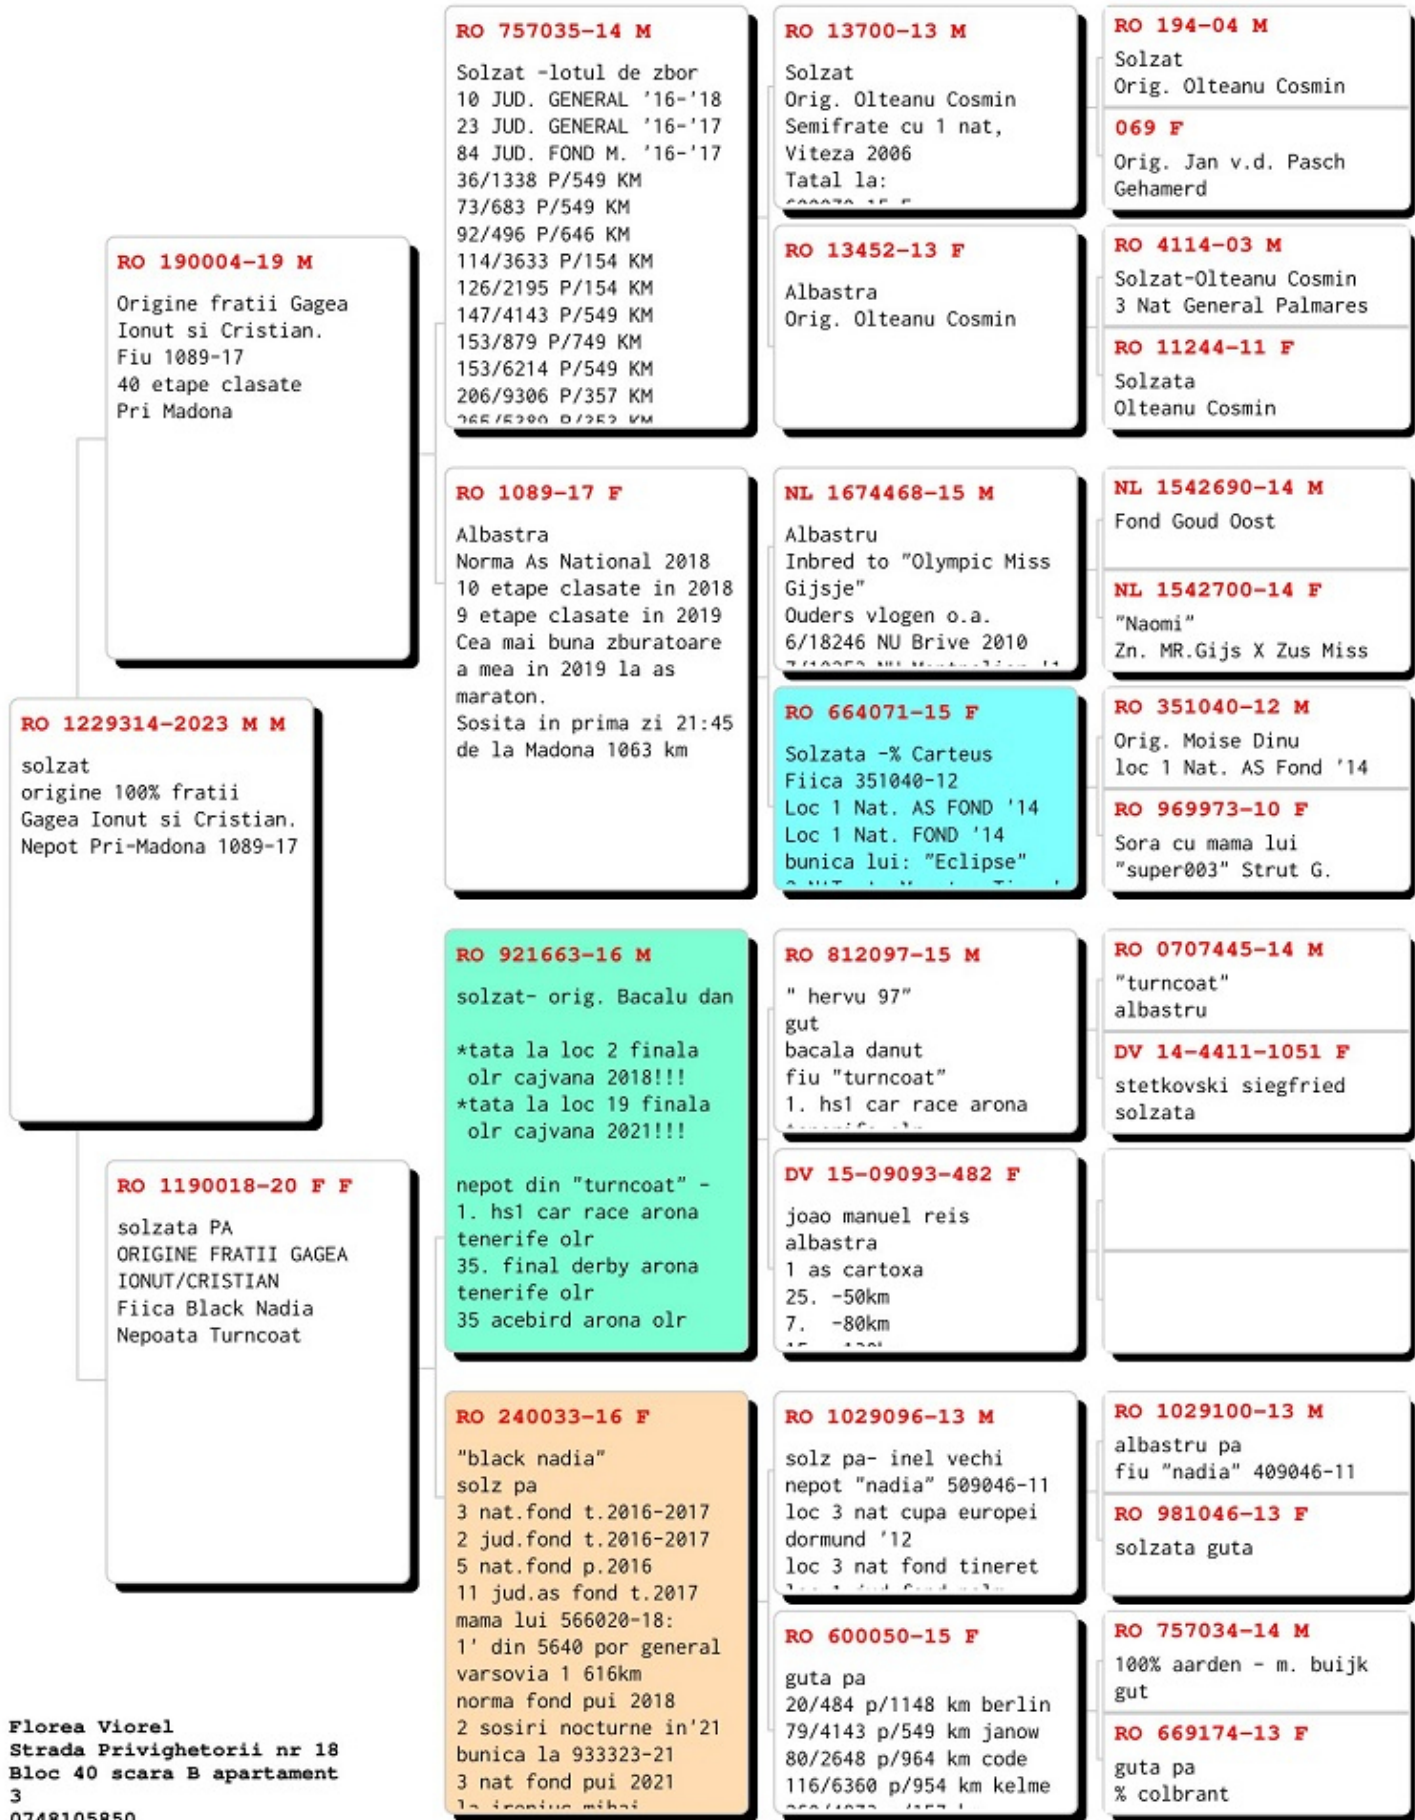 RO 1229314-2023 M M
solzat
origine 100% fratii
Gagea Ionut si Cristian.
Nepot Pri-Madona 1089-17
RO 190004-19 M
Origine fratii Gagea
Ionut si Cristian.
Fiu 1089-17
40 etape clasate
Pri Madona
RO 1190018-20 F F
solzata PA
ORIGINE FRATII GAGEA
IONUT/CRISTIAN
Fiica Black Nadia
Nepoata Turncoat
RO 757035-14 M
Solzat -lotul de zbor
10 JUD. GENERAL '16-'18
23 JUD. GENERAL '16-'17
84 JUD. FOND M. '16-'17
36/1338 P/549 KM
73/683 P/549 KM
92/496 P/646 KM
114/3633 P/154 KM
126/2195 P/154 KM
147/4143 P/549 KM
153/879 P/749 KM
153/6214 P/549 KM
206/9306 P/357 KM
RO 1089-17 F
Albastra
Norma As National 2018
10 etape clasate in 2018
9 etape clasate in 2019
Cea mai buna zburatoare
a mea in 2019 la as
maraton.
Sosita in prima zi 21:45
de la Madona 1063 km
RO 921663-16 M
solzat- orig. Bacalu dan
*tata la loc 2 finala
olr cajvana 2018!!!
*tata la loc 19 finala
olr cajvana 2021!!!
nepot din "turncoat" -
1. hs1 car race arona
tenerife olr
35. final derby arona
tenerife olr
35 acebird arona olr
RO 240033-16 F
"black nadia"
solz pa
3 nat.fond t.2016-2017
2 jud.fond t.2016-2017
5 nat.fond p.2016
11 jud.as fond t.2017
mama lui 566020-18:
1' din 5640 por general
varsovia 1 616km
norma fond pui 2018
2 sosiri nocturne in'21
bunica la 933323-21
3 nat fond pui 2021
RO 13700-13 M
Solzat
Orig. Olteanu Cosmin
Semifrate cu 1 nat,
Viteza 2006
Tatal la:
RO 13452-13 F
Albastra
Orig. Olteanu Cosmin
NL 1674468-15 M
Albastru
Inbred to "Olympic Miss
Gijsje"
Ouders vlogen o.a.
6/18246 NU Brive 2010
RO 664071-15 F
Solzata -% Carteus
Fiica 351040-12
Loc 1 Nat. AS FOND '14
Loc 1 Nat. FOND '14
bunica lui: "Eclipse"
RO 812097-15 M
" hervu 97"
gut
bacala danut
fiu "turncoat"
1. hs1 car race arona
DV 15-09093-482 F
joao manuel reis
albastra
1 as cartoxa
25. -50km
7. -80km
RO 1029096-13 M
solz pa- inel vechi
nepot "nadia" 509046-11
loc 3 nat cupa europei
dormund '12
loc 3 nat fond tineret
RO 600050-15 F
guta pa
20/484 p/1148 km berlin
79/4143 p/549 km janow
80/2648 p/964 km code
116/6360 p/954 km kelme
RO 194-04 M
Solzat
Orig. Olteanu Cosmin
069 F
Orig. Jan v.d. Pasch
Gehamerd
RO 4114-03 M
Solzat-Olteanu Cosmin
3 Nat General Palmares
RO 11244-11 F
Solzata
Olteanu Cosmin
NL 1542690-14 M
Fond Goud Oost
NL 1542700-14 F
"Naomi"
Zn. MR.Gijs X Zus Miss
RO 351040-12 M
Orig. Moise Dinu
loc 1 Nat. AS Fond '14
RO 969973-10 F
Sora cu mama lui
"super003" Strut G.
RO 0707445-14 M
"turncoat"
albastru
DV 14-4411-1051 F
stetkovski siegfried
solzata
RO 1029100-13 M
albastru pa
fiu "nadia" 409046-11
RO 981046-13 F
solzata guta
RO 757034-14 M
100% aarden - m. buijk
gut
RO 669174-13 F
guta pa
% colbrant
Florea Viorel
Strada Privighetorii nr 18
Bloc 40 scara B apartament
3
0748105850